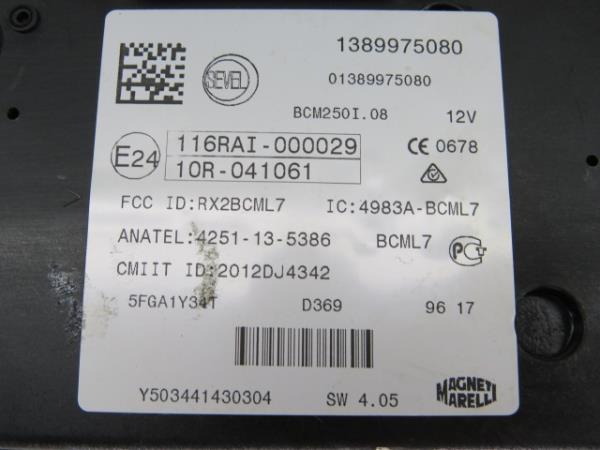 1389975080
SEVEL
01389975080
BCM250I.08 12V
E24 116RAI-000029 CE 0678
10R-041061
FCC ID:RX2BCML7 IC:4983A-BCML7
ANATEL:4251-13-5386 BCML7
CMIIT ID:2012DJ4342
5FGA1Y34T D369 96 17
Y503441430304 SW 4.05
MAGNETI
MARELLI